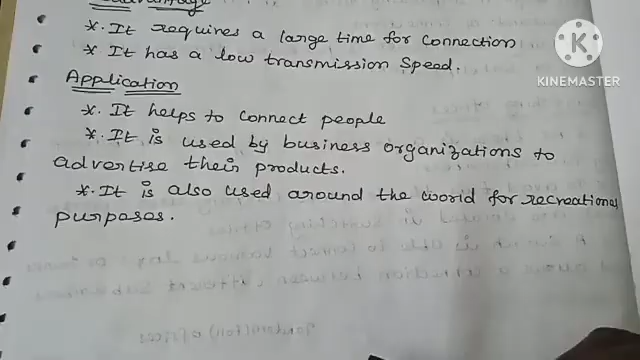 *. It requires a large time for connection
*. It has a low transmission speed.
Application
*. It helps to connect people
*. It is used by business organizations to
advertise their products.
*. It is also used around the world for recreational
purposes.
KINEMASTER